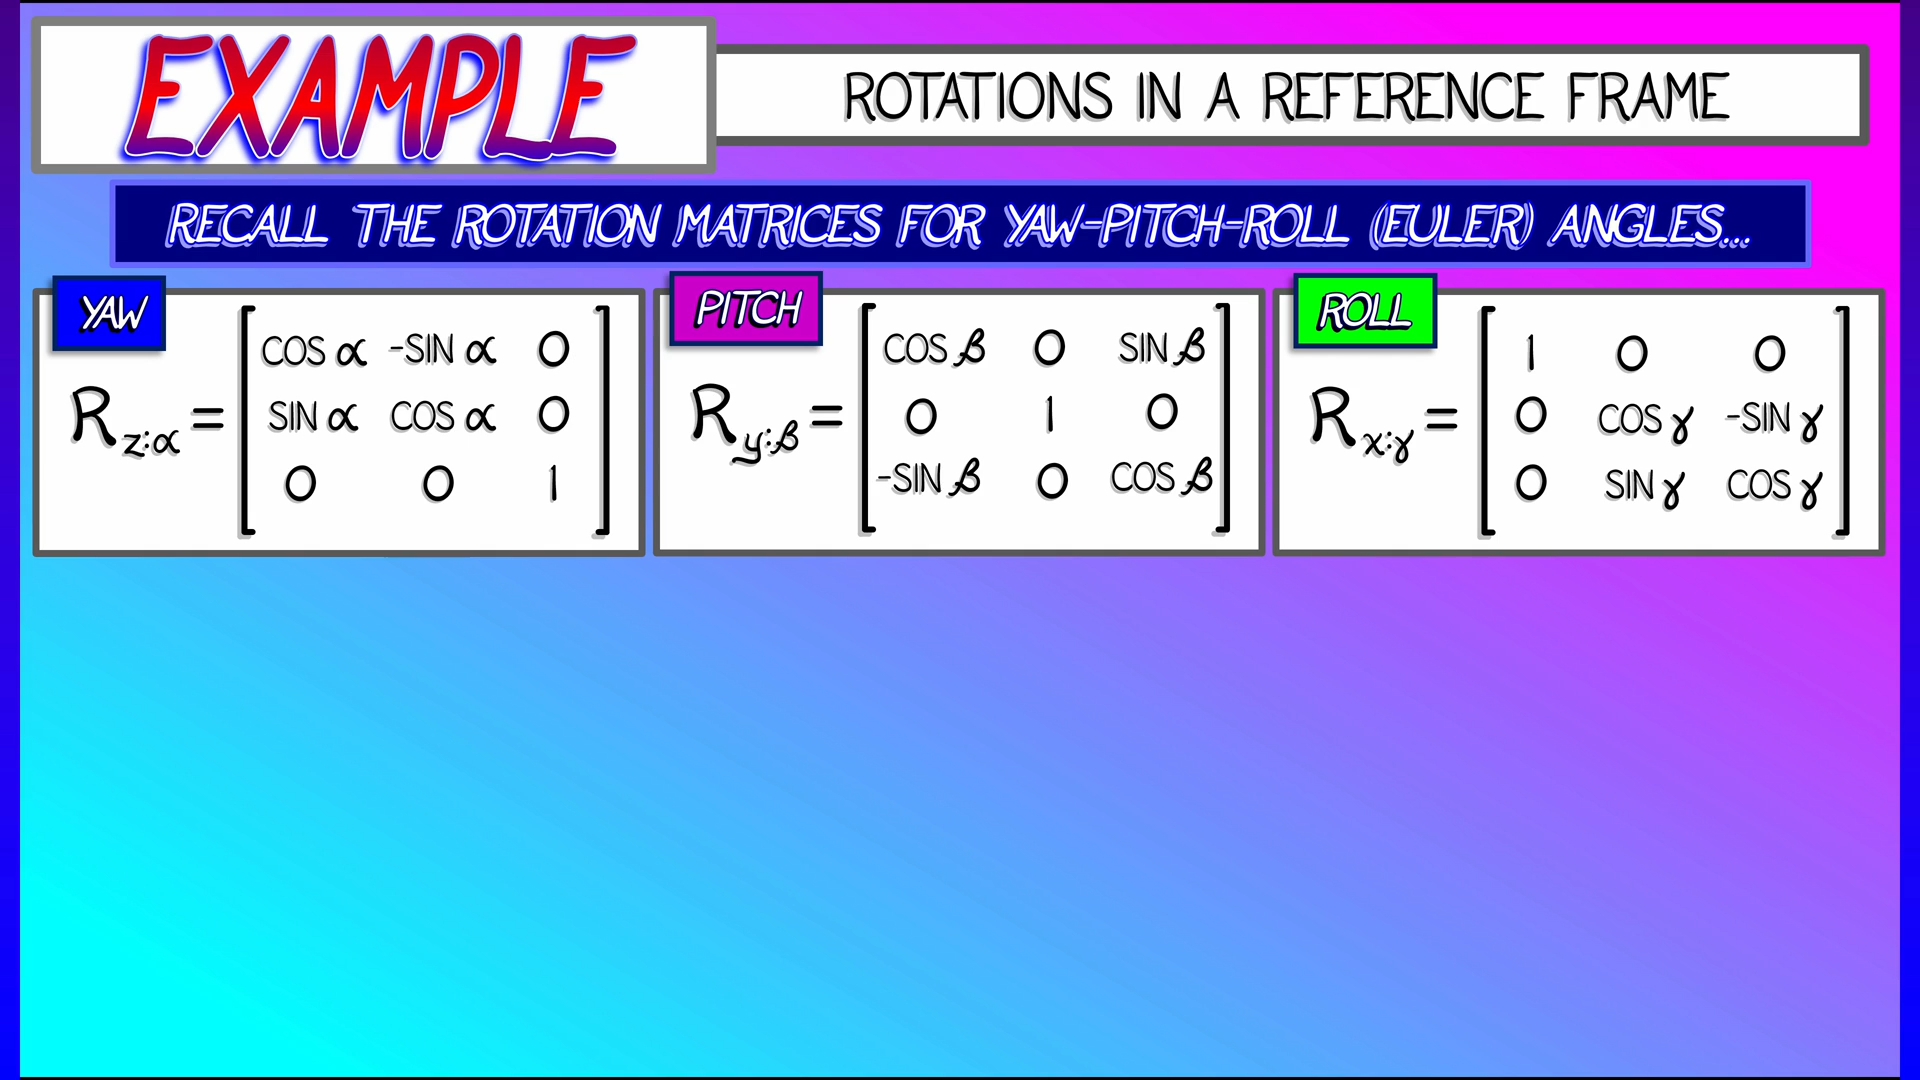 EXAMPLE
ROTATIONS IN A REFERENCE FRAME
RECALL THE ROTATION MATRICES FOR YAW-PITCH-ROLL (EULER) ANGLES...
YAW
R z:α = [
COS α -SIN α 0
SIN α COS α 0
0 0 1
]
PITCH
R y:β = [
COS β 0 SIN β
0 1 0
-SIN β 0 COS β
]
ROLL
R x:γ = [
1 0 0
0 COS γ -SIN γ
0 SIN γ COS γ
]